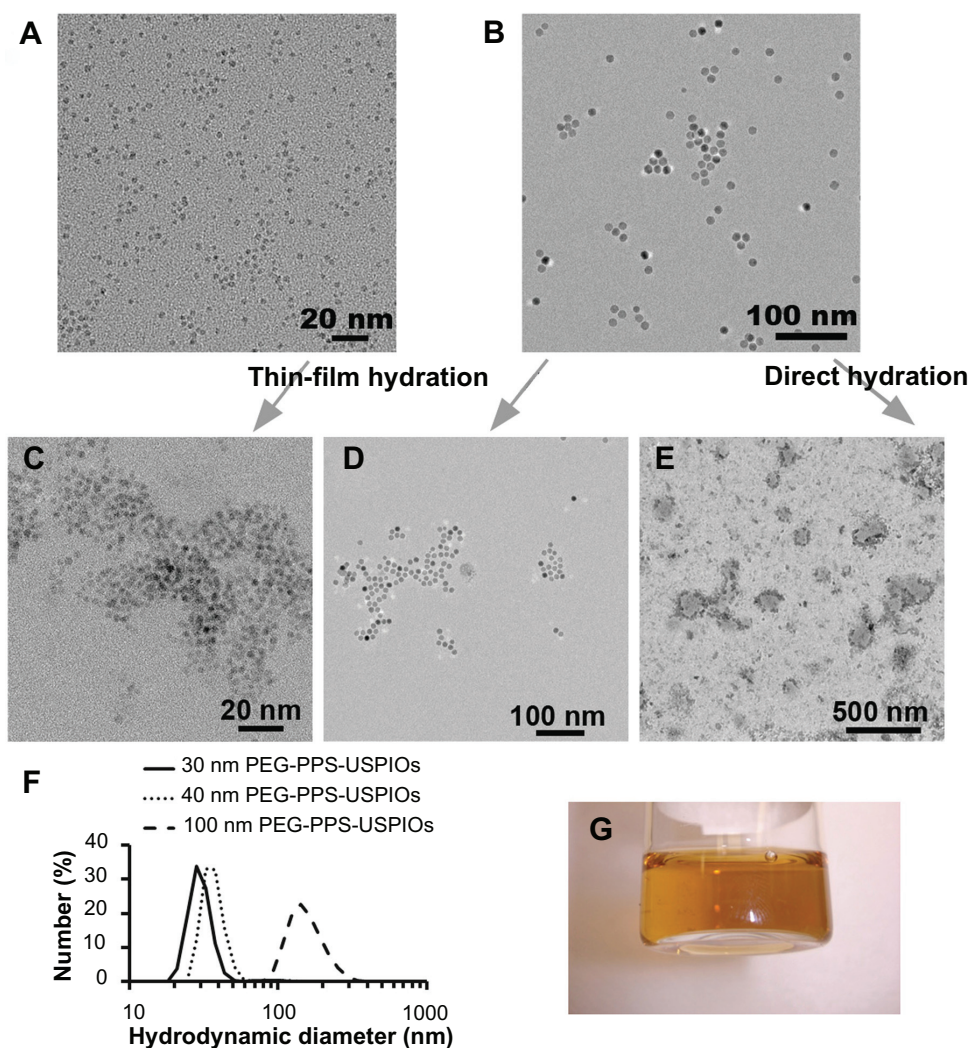 A
B
20 nm
100 nm
Thin-film hydration
Direct hydration
C
D
E
20 nm
100 nm
500 nm
F
30 nm PEG-PPS-USPIOs
40 nm PEG-PPS-USPIOs
100 nm PEG-PPS-USPIOs
G
Number (%)
40
30
20
10
0
10 100 1000
Hydrodynamic diameter (nm)